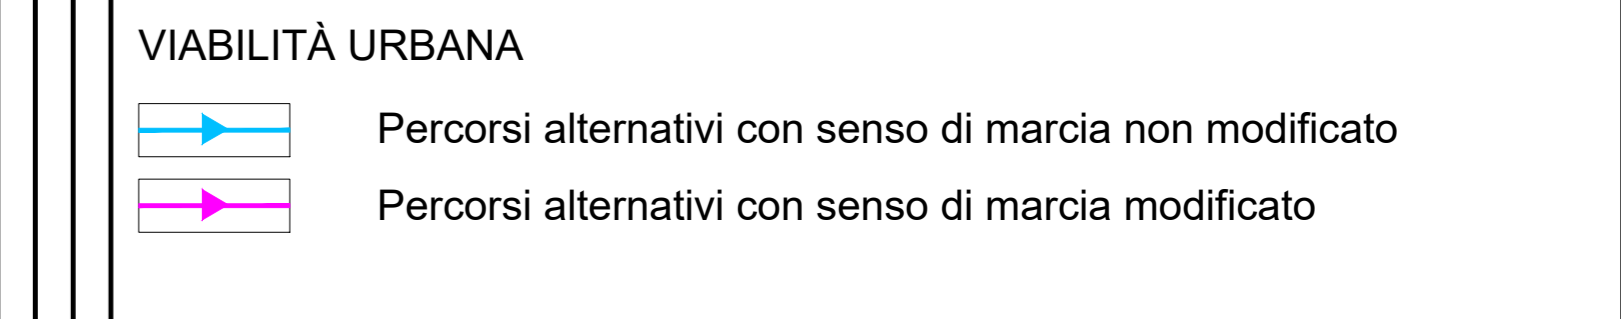 VIABILITÀ URBANA
Percorsi alternativi con senso di marcia non modificato
Percorsi alternativi con senso di marcia modificato